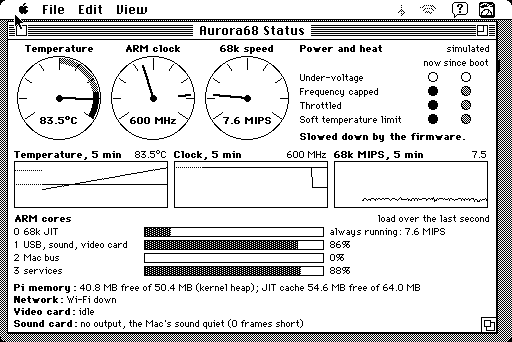 File Edit View
Aurora68 Status
Temperature ARM clock 68k speed Power and heat simulated
now since boot
Under-voltage
Frequency capped
Throttled
83.5°C 600 MHz 7.6 MIPS Soft temperature limit
Slowed down by the firmware.
Temperature, 5 min 83.5°C Clock, 5 min 600 MHz 68k MIPS, 5 min 7.5
ARM cores load over the last second
0 68k JIT always running: 7.6 MIPS
1 USB, sound, video card 86%
2 Mac bus 0%
3 services 88%
Pi memory: 40.8 MB free of 50.4 MB (kernel heap); JIT cache 54.6 MB free of 64.0 MB
Network: Wi-Fi down
Video card: idle
Sound card: no output, the Mac's sound quiet (0 frames short)